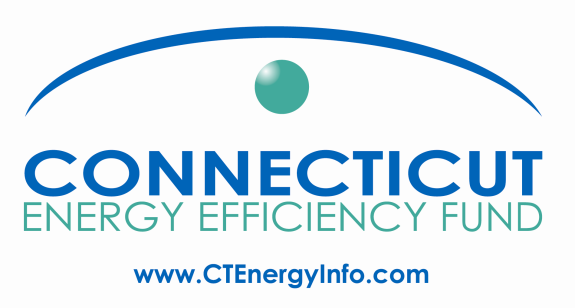 CONNECTICUT
ENERGY EFFICIENCY FUND
www.CTEnergyInfo.com